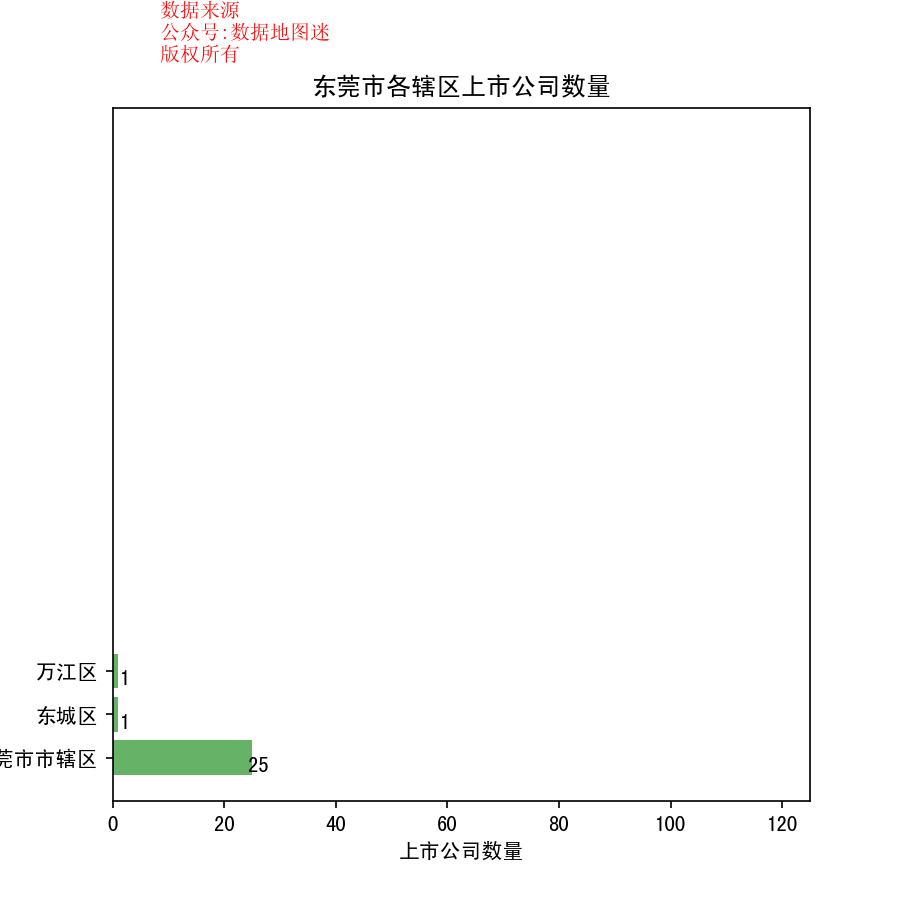 数据来源
公众号:数据地图迷
版权所有
东莞市各辖区上市公司数量
万江区
1
东城区
1
莞市市辖区
25
0 20 40 60 80 100 120
上市公司数量